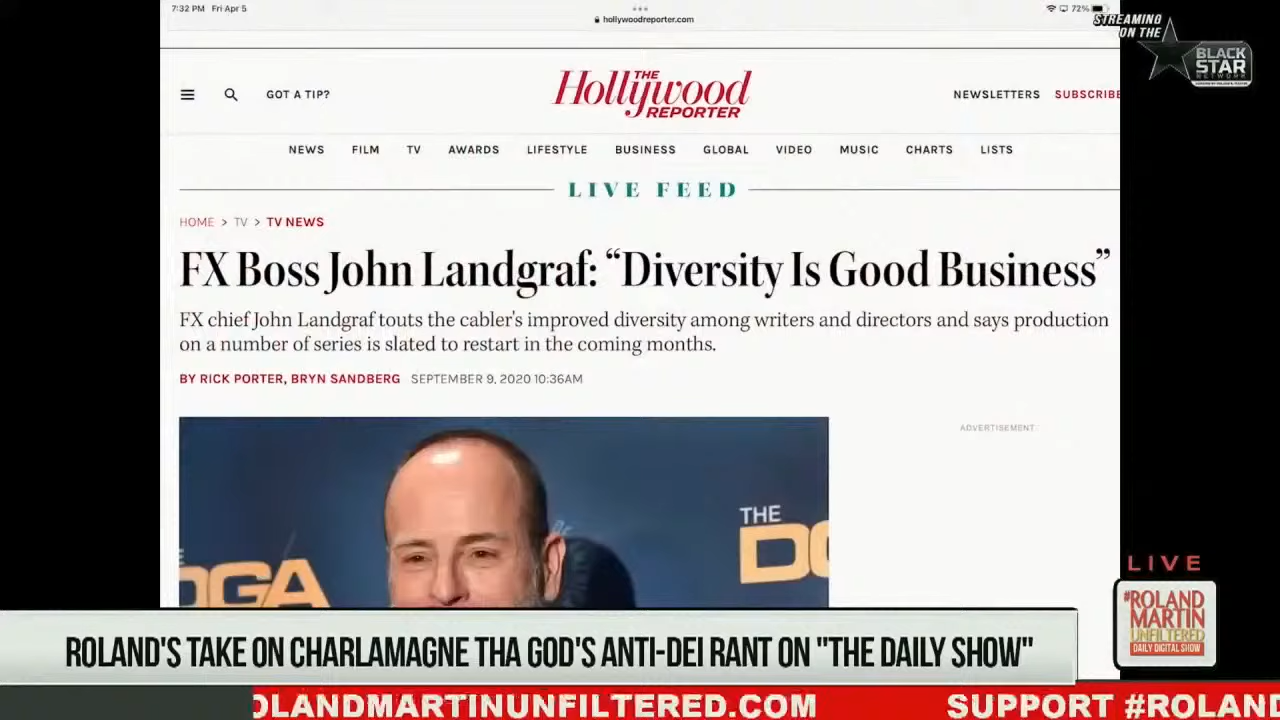 7:32 PM Fri Apr 5
hollywoodreporter.com
72%
STREAMING
ON THE
BLACK
STAR
NETWORK
GOT A TIP?
THE
Hollywood
REPORTER
NEWSLETTERS SUBSCRIBE
NEWS FILM TV AWARDS LIFESTYLE BUSINESS GLOBAL VIDEO MUSIC CHARTS LISTS
LIVE FEED
HOME > TV > TV NEWS
FX Boss John Landgraf: “Diversity Is Good Business”
FX chief John Landgraf touts the cabler's improved diversity among writers and directors and says production
on a number of series is slated to restart in the coming months.
BY RICK PORTER, BRYN SANDBERG SEPTEMBER 9, 2020 10:36AM
ADVERTISEMENT
THE
DG
DGA
LIVE
#ROLAND
MARTIN
UNFILTERED
DAILY DIGITAL SHOW
ROLAND'S TAKE ON CHARLAMAGNE THA GOD'S ANTI-DEI RANT ON "THE DAILY SHOW"
OLANDMARTINUNFILTERED.COM SUPPORT #ROLAND